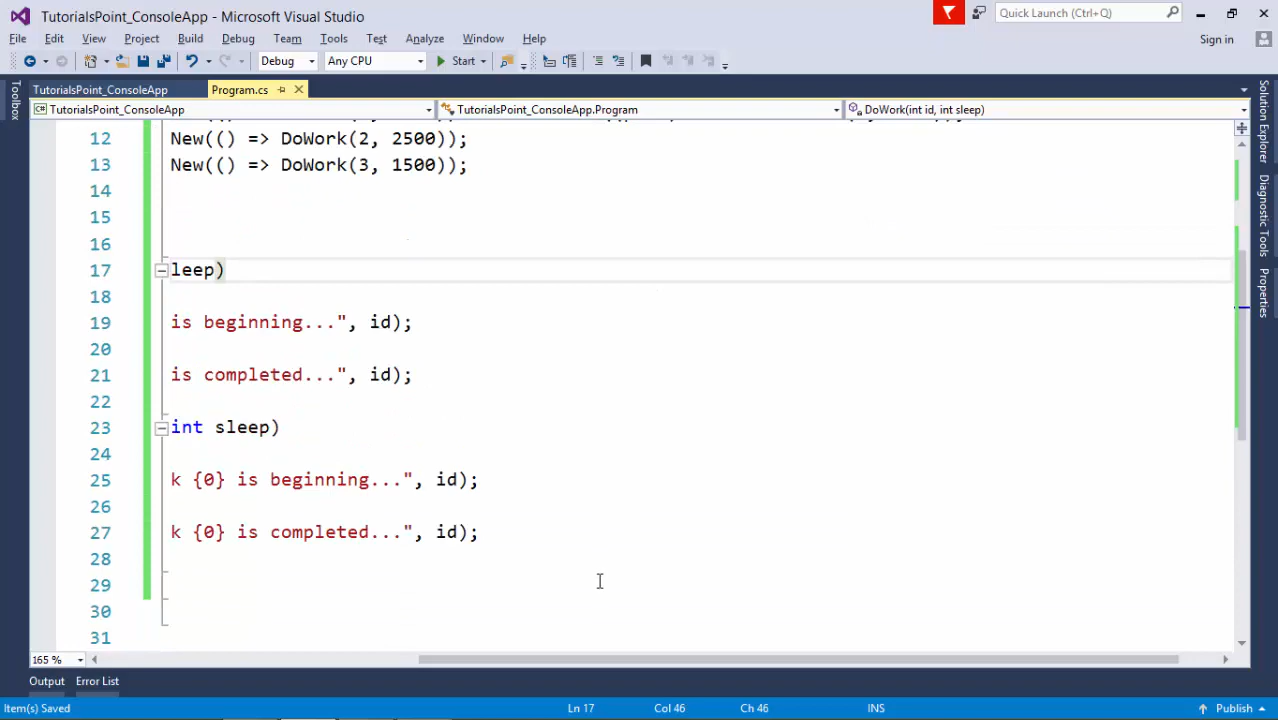 TutorialsPoint_ConsoleApp - Microsoft Visual Studio
Quick Launch (Ctrl+Q)
File Edit View Project Build Debug Team Tools Test Analyze Window Help
Sign in
Debug Any CPU Start
Toolbox
TutorialsPoint_ConsoleApp Program.cs
TutorialsPoint_ConsoleApp TutorialsPoint_ConsoleApp.Program DoWork(int id, int sleep)
12 New(() => DoWork(2, 2500));
13 New(() => DoWork(3, 1500));
14
15
16
17 leep)
18
19 is beginning...", id);
20
21 is completed...", id);
22
23 int sleep)
24
25 k {0} is beginning...", id);
26
27 k {0} is completed...", id);
28
29
30
31
Solution Explorer
Diagnostic Tools
Properties
165 %
Output Error List
Item(s) Saved Ln 17 Col 46 Ch 46 INS Publish